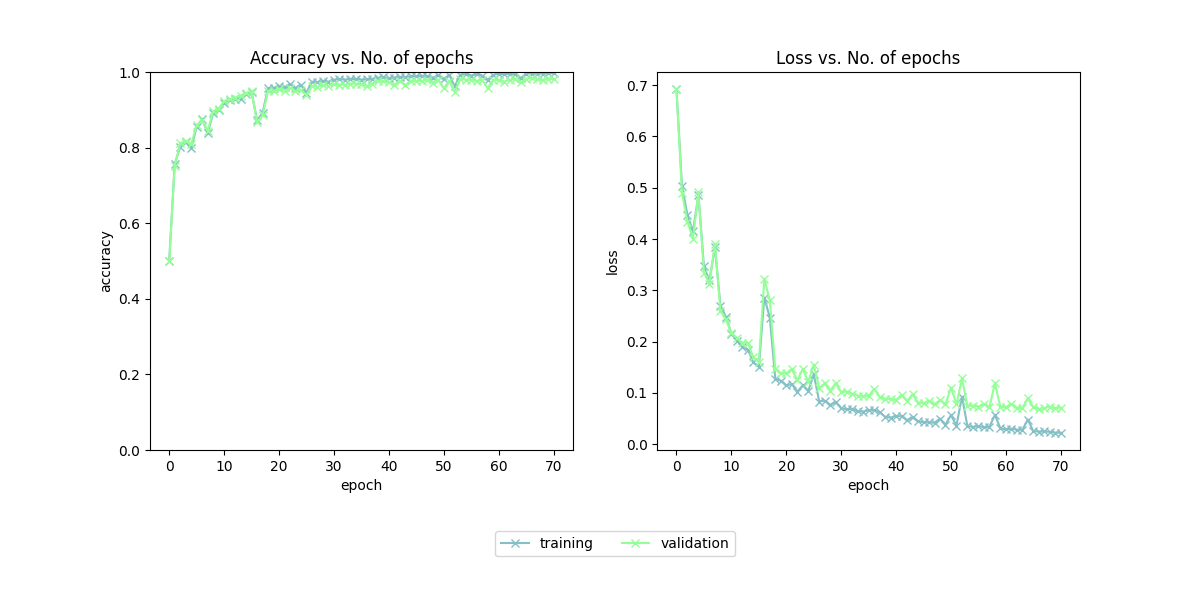 Accuracy vs. No. of epochs
1.0
0.8
0.6
0.4
0.2
0.0
accuracy
0 10 20 30 40 50 60 70
epoch
Loss vs. No. of epochs
0.7
0.6
0.5
0.4
0.3
0.2
0.1
0.0
loss
0 10 20 30 40 50 60 70
epoch
training validation